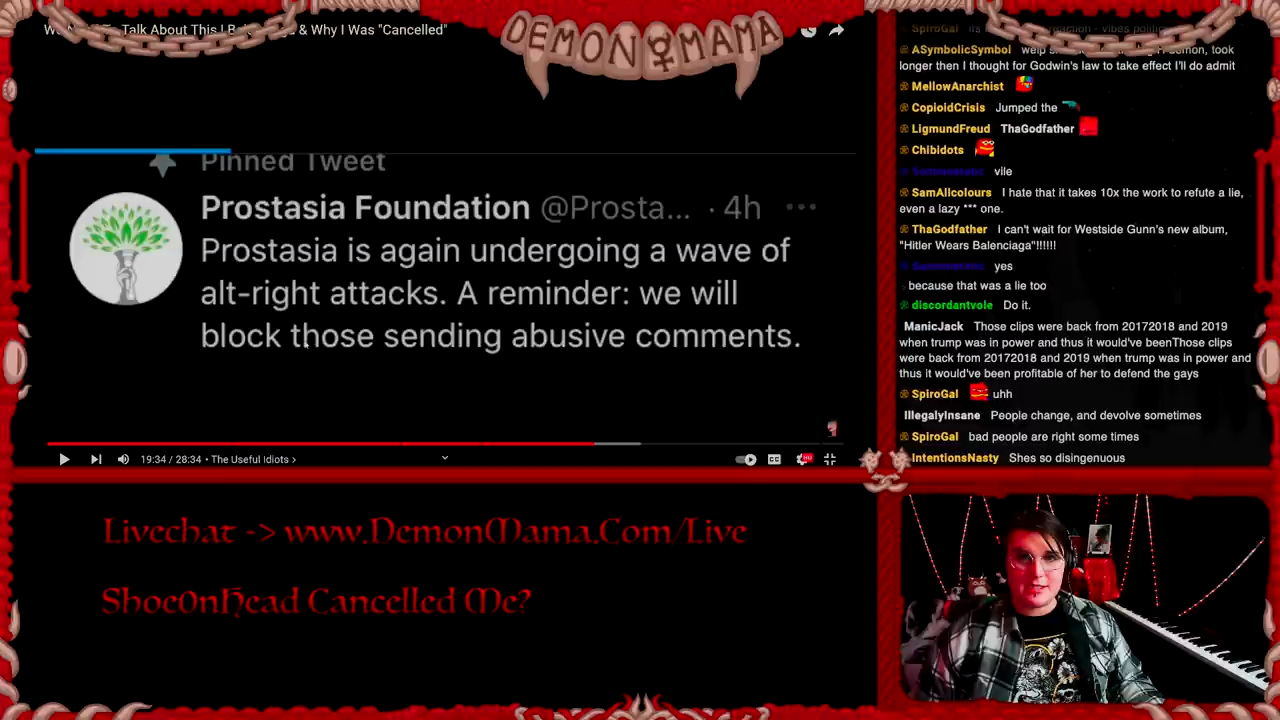 Talk About This ! & Why I Was "Cancelled"
DEMON MAMA
Pinned Tweet
Prostasia Foundation @Prosta... · 4h
Prostasia is again undergoing a wave of
alt-right attacks. A reminder: we will
block those sending abusive comments.
19:34 / 28:34 • The Useful Idiots >
CC
Livechat -> www.DemonMama.Com/Live
Shoe0nHead Cancelled Me?
SpiroGal
ASymbolicSymbol welp demon, took
longer then I thought for Godwin's law to take effect I'll do admit
MellowAnarchist
CopioidCrisis Jumped the
LigmundFreud ThaGodfather
Chibidots
vile
SamAllcolours I hate that it takes 10x the work to refute a lie,
even a lazy *** one.
ThaGodfather I can't wait for Westside Gunn's new album,
"Hitler Wears Balenciaga"!!!!!!
yes
because that was a lie too
discordantvole Do it.
ManicJack Those clips were back from 20172018 and 2019
when trump was in power and thus it would've beenThose clips
were back from 20172018 and 2019 when trump was in power and
thus it would've been profitable of her to defend the gays
SpiroGal uhh
IllegalyInsane People change, and devolve sometimes
SpiroGal bad people are right some times
IntentionsNasty Shes so disingenuous